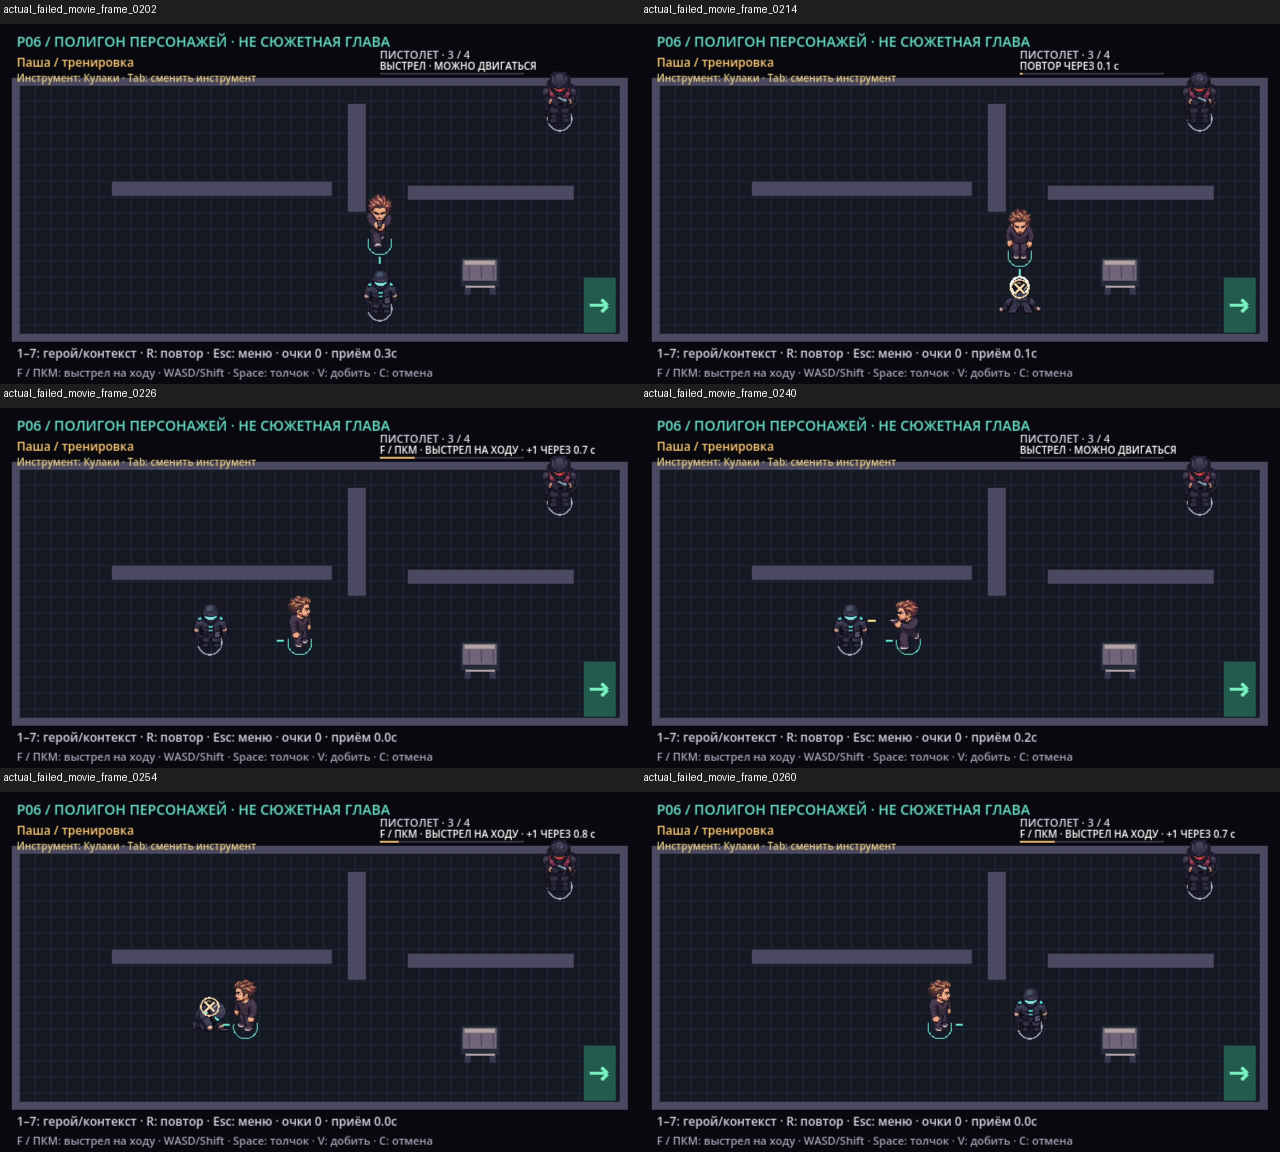 actual_failed_movie_frame_0202
P06 / ПОЛИГОН ПЕРСОНАЖЕЙ · НЕ СЮЖЕТНАЯ ГЛАВА
Паша / тренировка
ПИСТОЛЕТ · 3 / 4
ВЫСТРЕЛ · МОЖНО ДВИГАТЬСЯ
Инструмент: Кулаки · Tab: сменить инструмент
1–7: герой/контекст · R: повтор · Esc: меню · очки 0 · приём 0.3с
F / ПКМ: выстрел на ходу · WASD/Shift · Space: толчок · V: добить · C: отмена
actual_failed_movie_frame_0214
P06 / ПОЛИГОН ПЕРСОНАЖЕЙ · НЕ СЮЖЕТНАЯ ГЛАВА
Паша / тренировка
ПИСТОЛЕТ · 3 / 4
ПОВТОР ЧЕРЕЗ 0.1 с
Инструмент: Кулаки · Tab: сменить инструмент
1–7: герой/контекст · R: повтор · Esc: меню · очки 0 · приём 0.1с
F / ПКМ: выстрел на ходу · WASD/Shift · Space: толчок · V: добить · C: отмена
actual_failed_movie_frame_0226
P06 / ПОЛИГОН ПЕРСОНАЖЕЙ · НЕ СЮЖЕТНАЯ ГЛАВА
Паша / тренировка
ПИСТОЛЕТ · 3 / 4
F / ПКМ · ВЫСТРЕЛ НА ХОДУ · +1 ЧЕРЕЗ 0.7 с
Инструмент: Кулаки · Tab: сменить инструмент
1–7: герой/контекст · R: повтор · Esc: меню · очки 0 · приём 0.0с
F / ПКМ: выстрел на ходу · WASD/Shift · Space: толчок · V: добить · C: отмена
actual_failed_movie_frame_0240
P06 / ПОЛИГОН ПЕРСОНАЖЕЙ · НЕ СЮЖЕТНАЯ ГЛАВА
Паша / тренировка
ПИСТОЛЕТ · 3 / 4
ВЫСТРЕЛ · МОЖНО ДВИГАТЬСЯ
Инструмент: Кулаки · Tab: сменить инструмент
1–7: герой/контекст · R: повтор · Esc: меню · очки 0 · приём 0.2с
F / ПКМ: выстрел на ходу · WASD/Shift · Space: толчок · V: добить · C: отмена
actual_failed_movie_frame_0254
P06 / ПОЛИГОН ПЕРСОНАЖЕЙ · НЕ СЮЖЕТНАЯ ГЛАВА
Паша / тренировка
ПИСТОЛЕТ · 3 / 4
F / ПКМ · ВЫСТРЕЛ НА ХОДУ · +1 ЧЕРЕЗ 0.8 с
Инструмент: Кулаки · Tab: сменить инструмент
1–7: герой/контекст · R: повтор · Esc: меню · очки 0 · приём 0.0с
F / ПКМ: выстрел на ходу · WASD/Shift · Space: толчок · V: добить · C: отмена
actual_failed_movie_frame_0260
P06 / ПОЛИГОН ПЕРСОНАЖЕЙ · НЕ СЮЖЕТНАЯ ГЛАВА
Паша / тренировка
ПИСТОЛЕТ · 3 / 4
F / ПКМ · ВЫСТРЕЛ НА ХОДУ · +1 ЧЕРЕЗ 0.7 с
Инструмент: Кулаки · Tab: сменить инструмент
1–7: герой/контекст · R: повтор · Esc: меню · очки 0 · приём 0.0с
F / ПКМ: выстрел на ходу · WASD/Shift · Space: толчок · V: добить · C: отмена